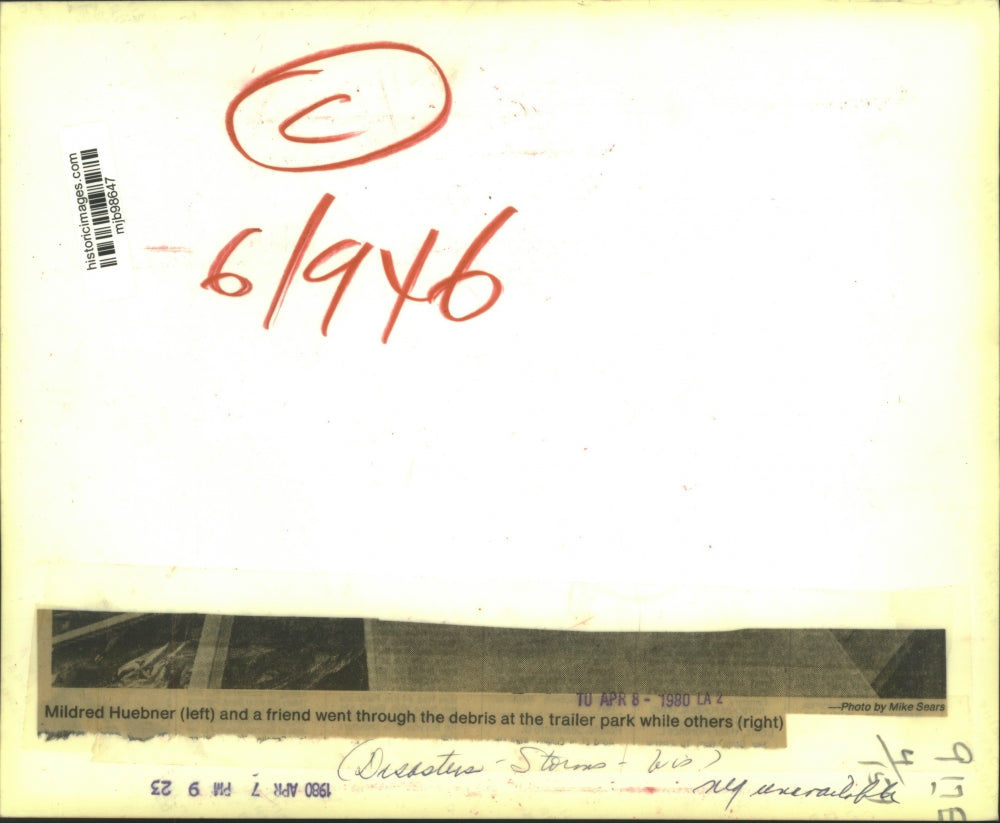 C
historicimages.com
mjb98647
6/946
TO APR 8 - 1980 LA 2
—Photo by Mike Sears
Mildred Huebner (left) and a friend went through the debris at the trailer park while others (right)
(Disasters - Storms - Wis)
neg unavailable
1980 APR 7 PM 9 23